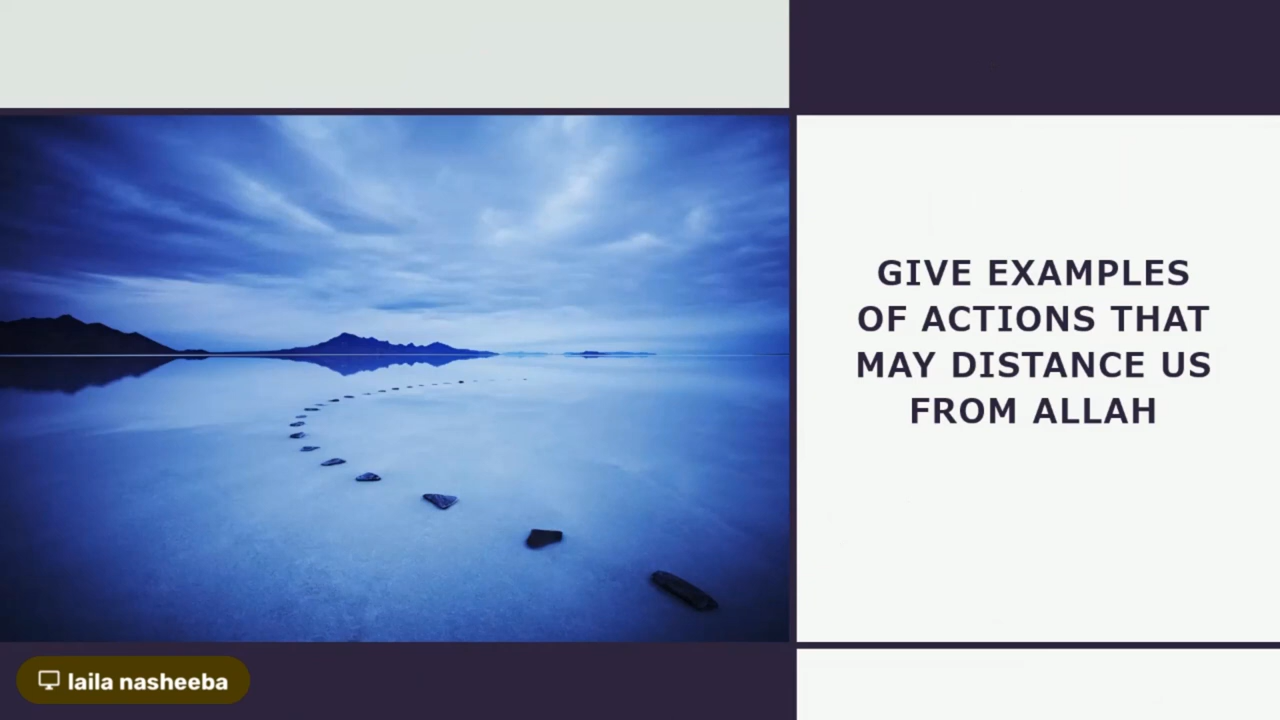 GIVE EXAMPLES
OF ACTIONS THAT
MAY DISTANCE US
FROM ALLAH
laila nasheeba